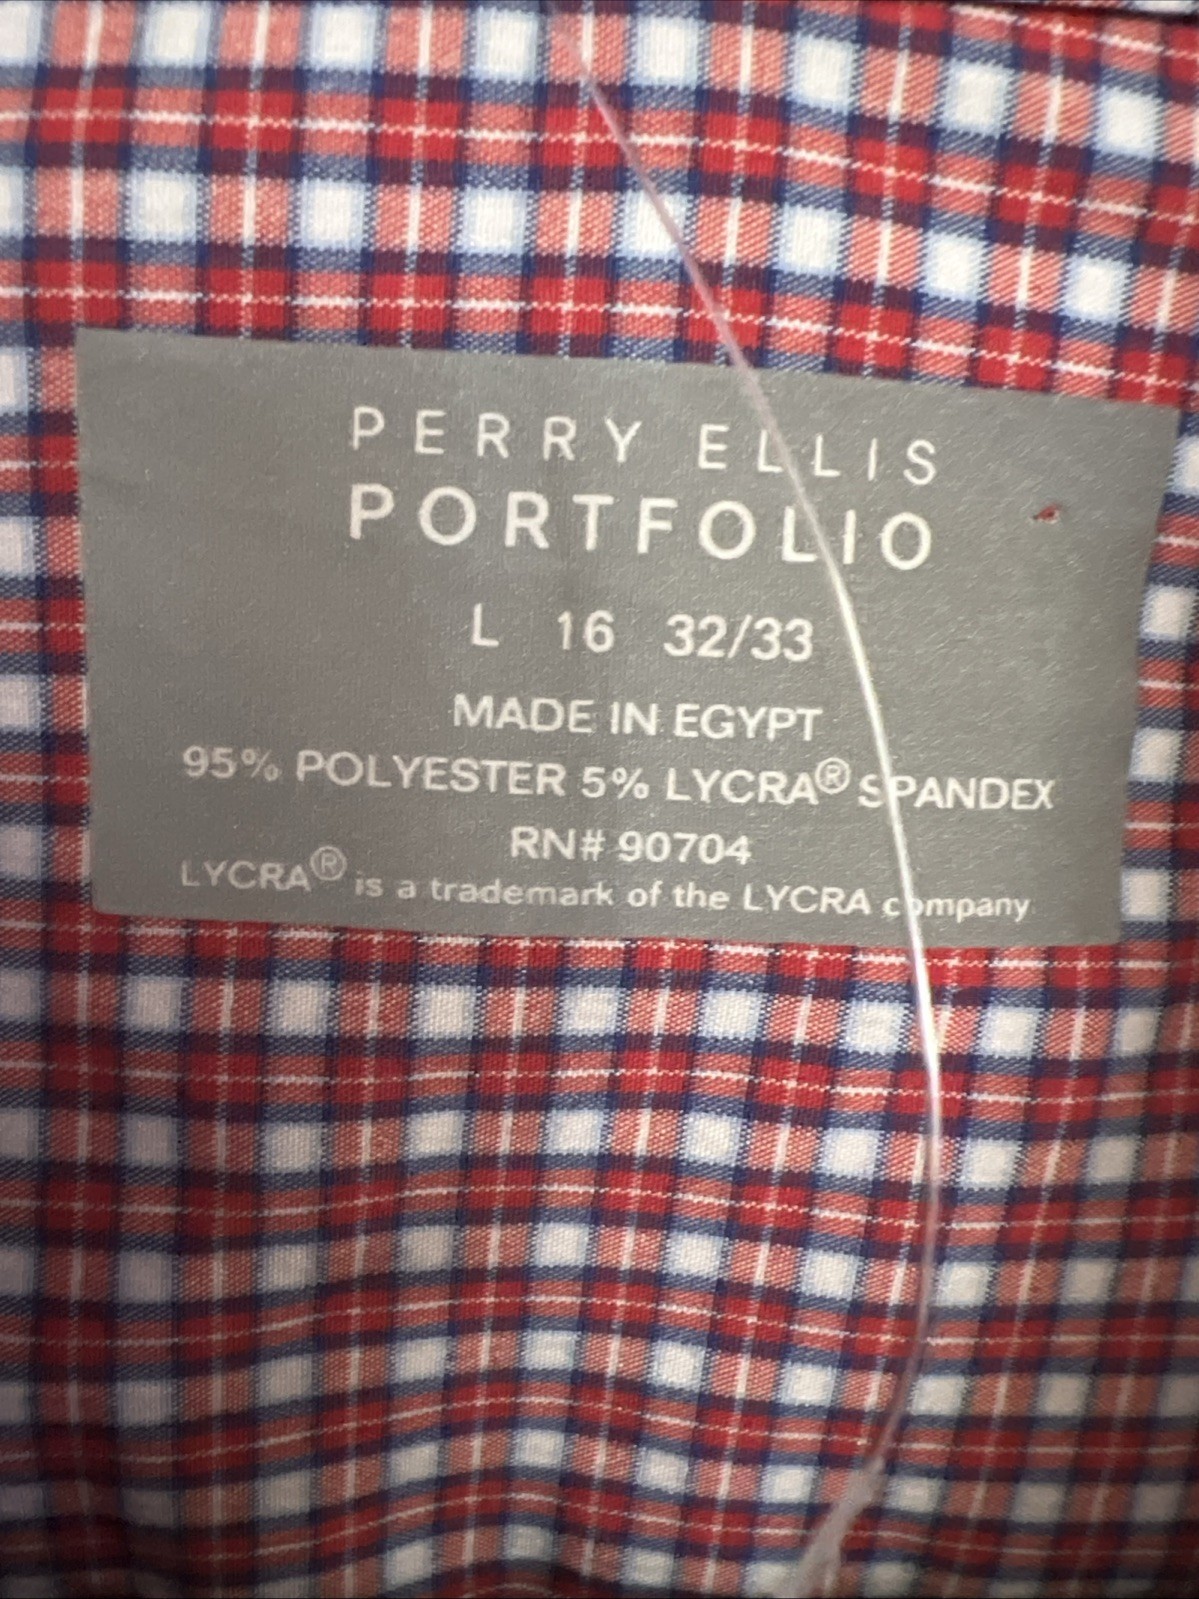 PERRY ELLIS
PORTFOLIO
L 16 32/33
MADE IN EGYPT
95% POLYESTER 5% LYCRA® SPANDEX
RN# 90704
LYCRA® is a trademark of the LYCRA company